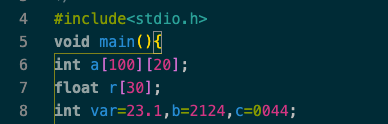 4 #include<stdio.h>
5 void main(){
6 int a[100][20];
7 float r[30];
8 int var=23.1,b=2124,c=0044;